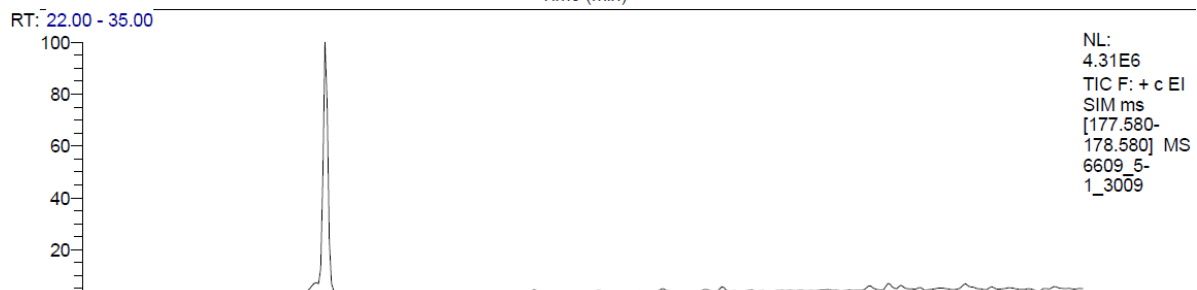 RT: 22.00 - 35.00
100
80
60
40
20
NL:
4.31E6
TIC F: + c EI
SIM ms
[177.580-
178.580] MS
6609_5-
1_3009